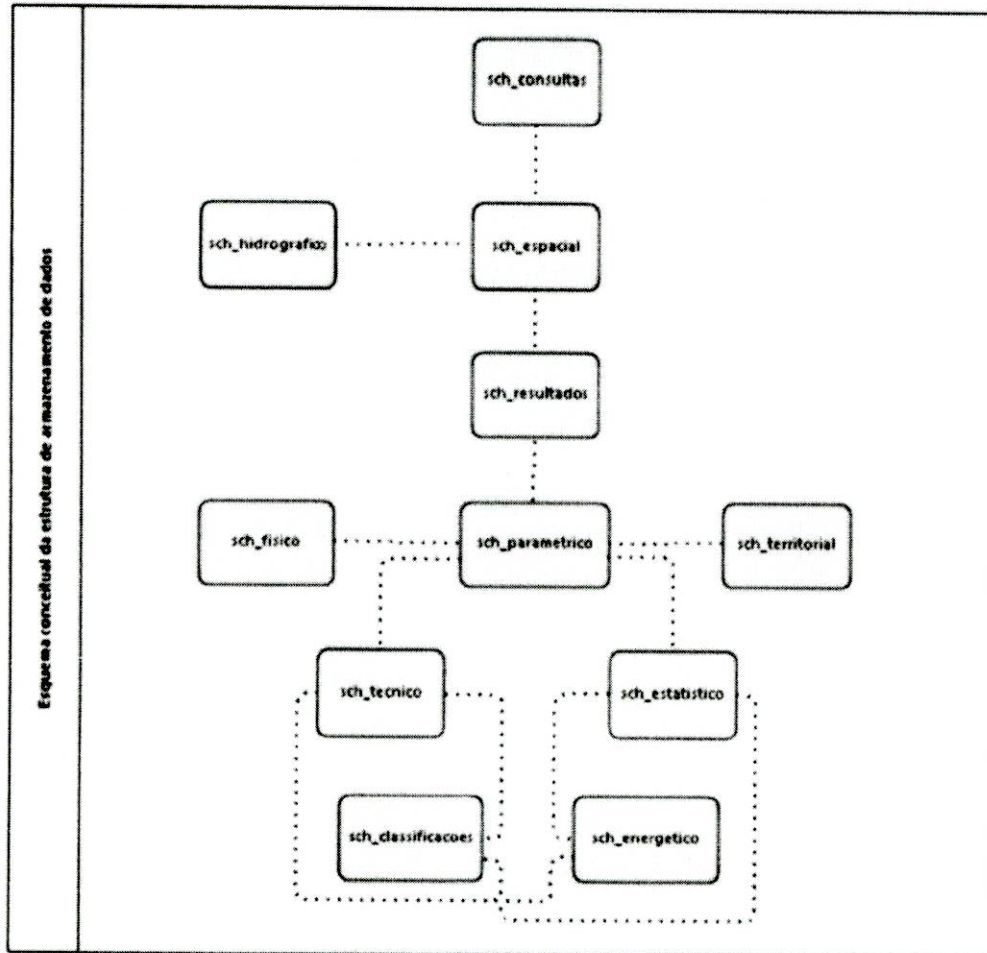 Esquema conceitual da estrutura de armazenamento de dados
sch_consultas
sch_hidrografico
sch_espacial
sch_resultados
sch_fisico
sch_parametrico
sch_territorial
sch_tecnico
sch_estatistico
sch_classificacoes
sch_energetico